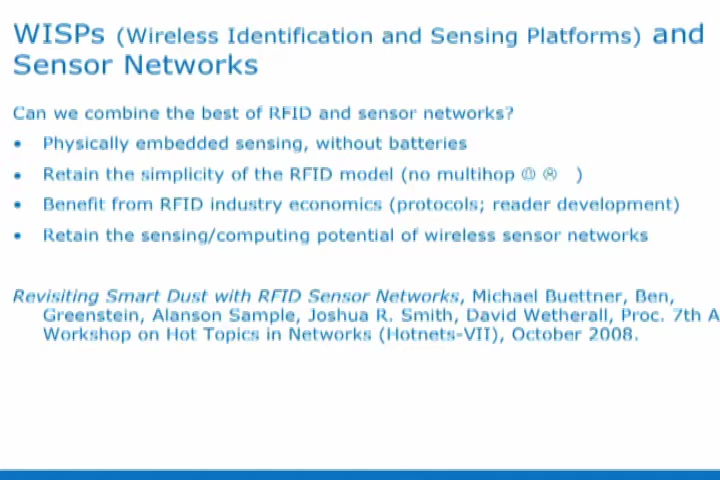 WISPs (Wireless Identification and Sensing Platforms) and
Sensor Networks
Can we combine the best of RFID and sensor networks?
• Physically embedded sensing, without batteries
• Retain the simplicity of the RFID model (no multihop ☺ ☹ )
• Benefit from RFID industry economics (protocols; reader development)
• Retain the sensing/computing potential of wireless sensor networks
Revisiting Smart Dust with RFID Sensor Networks, Michael Buettner, Ben,
Greenstein, Alanson Sample, Joshua R. Smith, David Wetherall, Proc. 7th A
Workshop on Hot Topics in Networks (Hotnets-VII), October 2008.